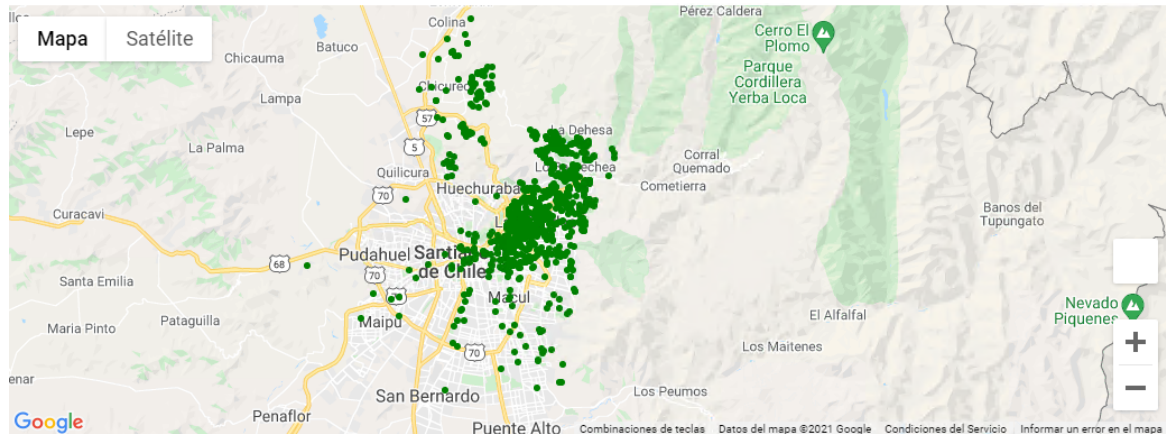 Mapa
Satélite
Colina
Batuco
Chicauma
Lampa
Lepe
La Palma
57
5
Quilicura
70
Huechuraba
La Dehesa
Pérez Caldera
Cerro El
Plomo
Parque
Cordillera
Yerba Loca
Corral
Quemado
Cometierra
Curacavi
Banos del
Tupungato
68
Pudahuel
70
de Chile
Santa Emilia
Maria Pinto
Pataguilla
Maipú
Macul
70
El Alfalfal
Nevado
Piquenes
Los Maitenes
San Bernardo
Los Peumos
Penaflor
Puente Alto
+
−
Google
Combinaciones de teclas
Datos del mapa ©2021 Google
Condiciones del Servicio
Informar un error en el mapa